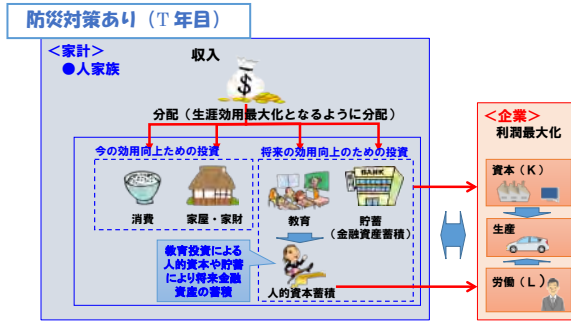 防災対策あり（T 年目）
＜家計＞
●人家族
収入
$
分配（生涯効用最大化となるように分配）
今の効用向上ための投資
将来の効用向上のための投資
BANK
消費
家屋・家財
教育
貯蓄
（金融資産蓄積）
教育投資による
人的資本や貯蓄
により将来金融
資産の蓄積
人的資本蓄積
＜企業＞
利潤最大化
資本（K）
生産
労働（L）